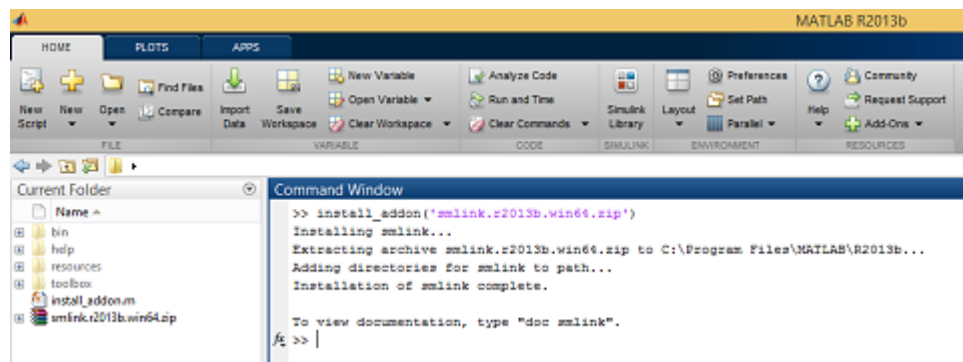 MATLAB R2013b
HOME PLOTS APPS
New Script
New
Open
Find Files
Compare
FILE
Import Data
Save Workspace
New Variable
Open Variable
Clear Workspace
VARIABLE
Analyze Code
Run and Time
Clear Commands
CODE
Simulink Library
SIMULINK
Layout
Preferences
Set Path
Parallel
ENVIRONMENT
Help
Community
Request Support
Add-Ons
RESOURCES
Current Folder
Name
bin
help
resources
toolbox
install_addon.m
smlink.r2013b.win64.zip
Command Window
>> install_addon('smlink.r2013b.win64.zip')
Installing smlink...
Extracting archive smlink.r2013b.win64.zip to C:\Program Files\MATLAB\R2013b...
Adding directories for smlink to path...
Installation of smlink complete.
To view documentation, type "doc smlink".
fx >>